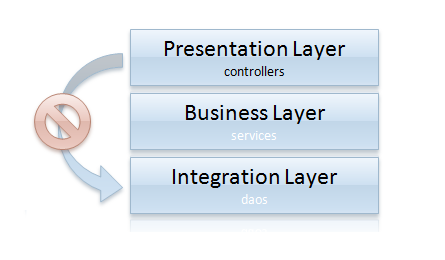 Presentation Layer
controllers
Business Layer
services
Integration Layer
daos